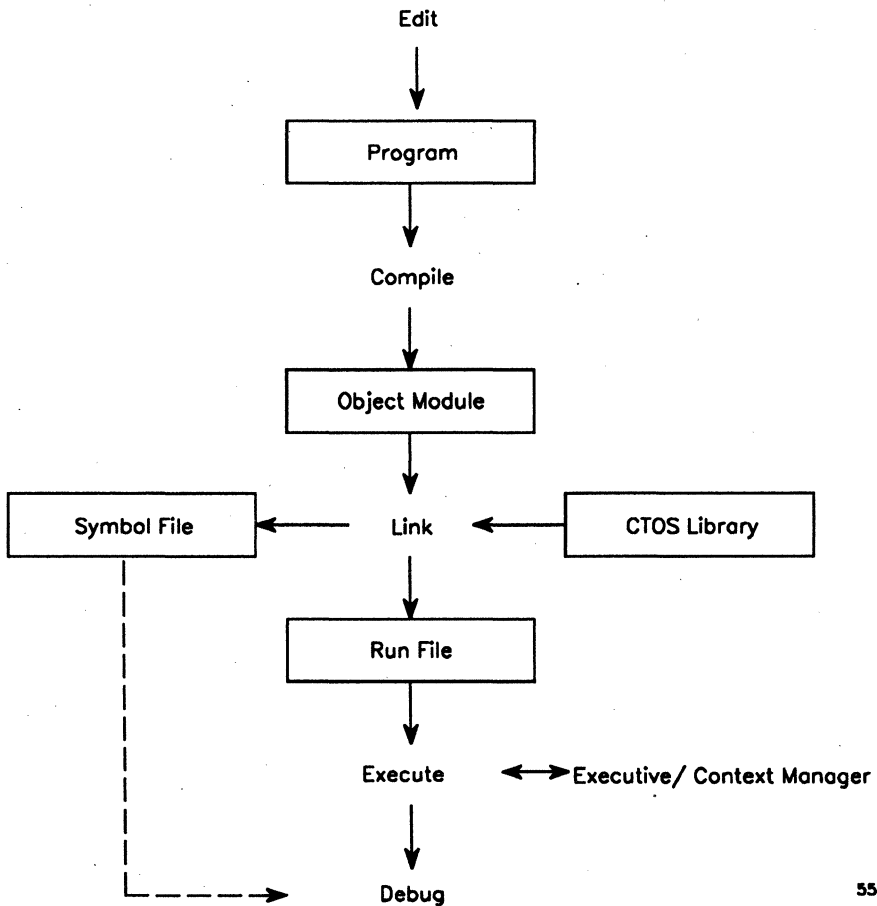 Edit
Program
Compile
Object Module
Symbol File
Link
CTOS Library
Run File
Execute
Executive/ Context Manager
Debug
55